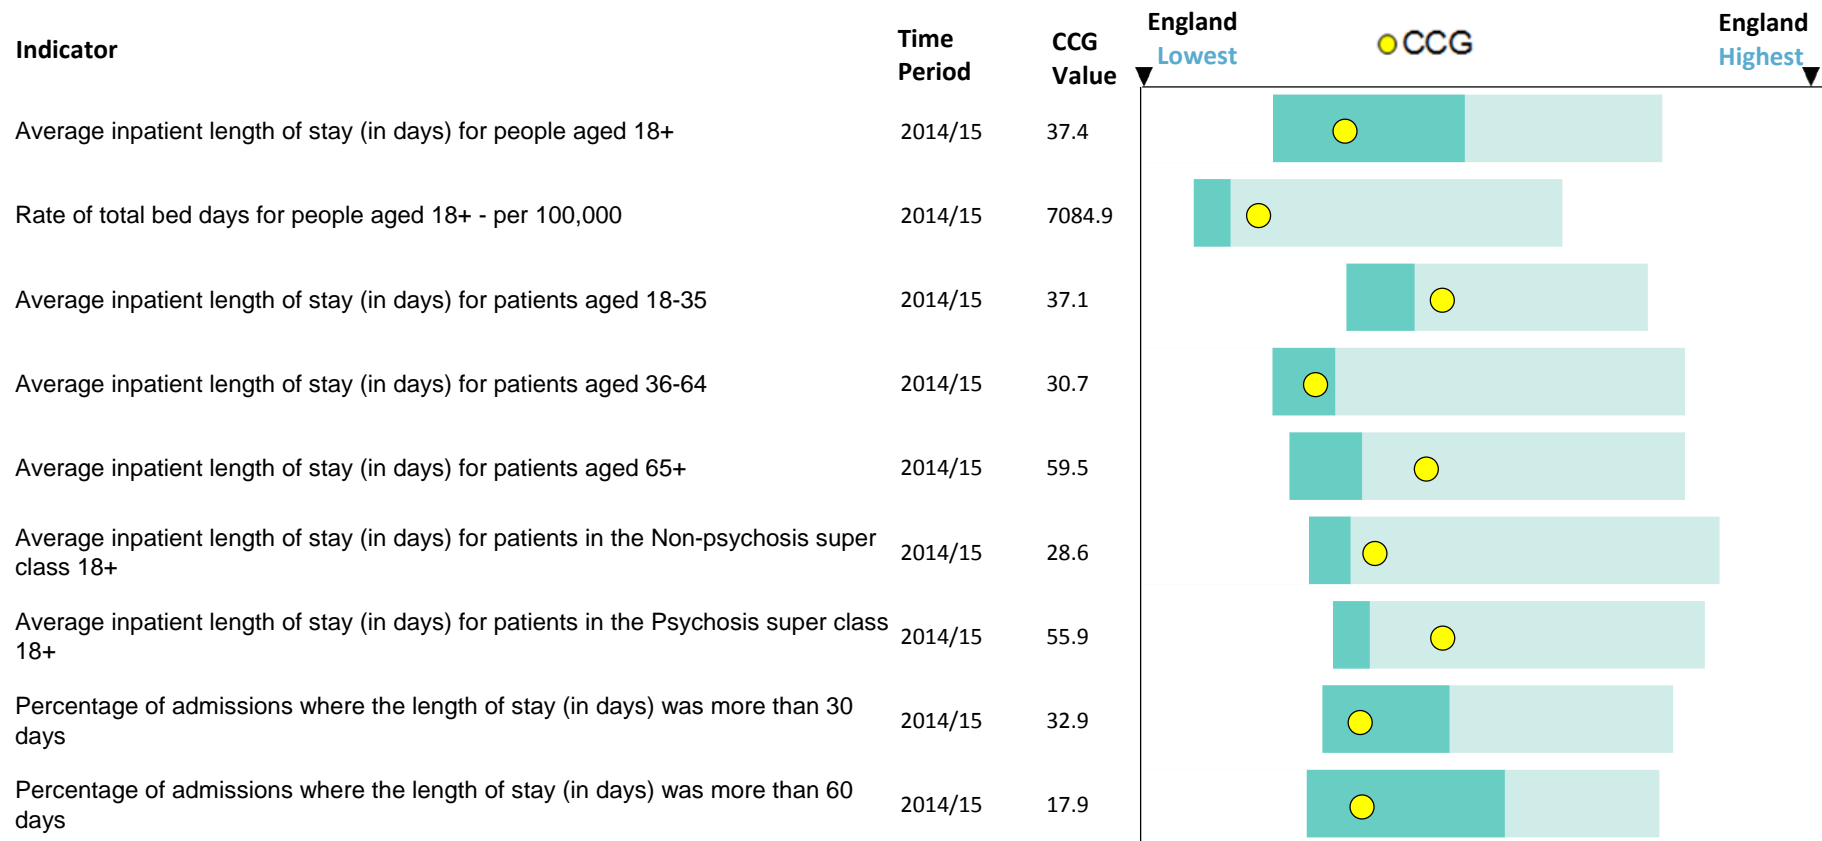 Indicator
Time Period
CCG Value
England Lowest
CCG
England Highest
Average inpatient length of stay (in days) for people aged 18+ 2014/15 37.4
Rate of total bed days for people aged 18+ - per 100,000 2014/15 7084.9
Average inpatient length of stay (in days) for patients aged 18-35 2014/15 37.1
Average inpatient length of stay (in days) for patients aged 36-64 2014/15 30.7
Average inpatient length of stay (in days) for patients aged 65+ 2014/15 59.5
Average inpatient length of stay (in days) for patients in the Non-psychosis super
class 18+ 2014/15 28.6
Average inpatient length of stay (in days) for patients in the Psychosis super class
18+ 2014/15 55.9
Percentage of admissions where the length of stay (in days) was more than 30
days 2014/15 32.9
Percentage of admissions where the length of stay (in days) was more than 60
days 2014/15 17.9